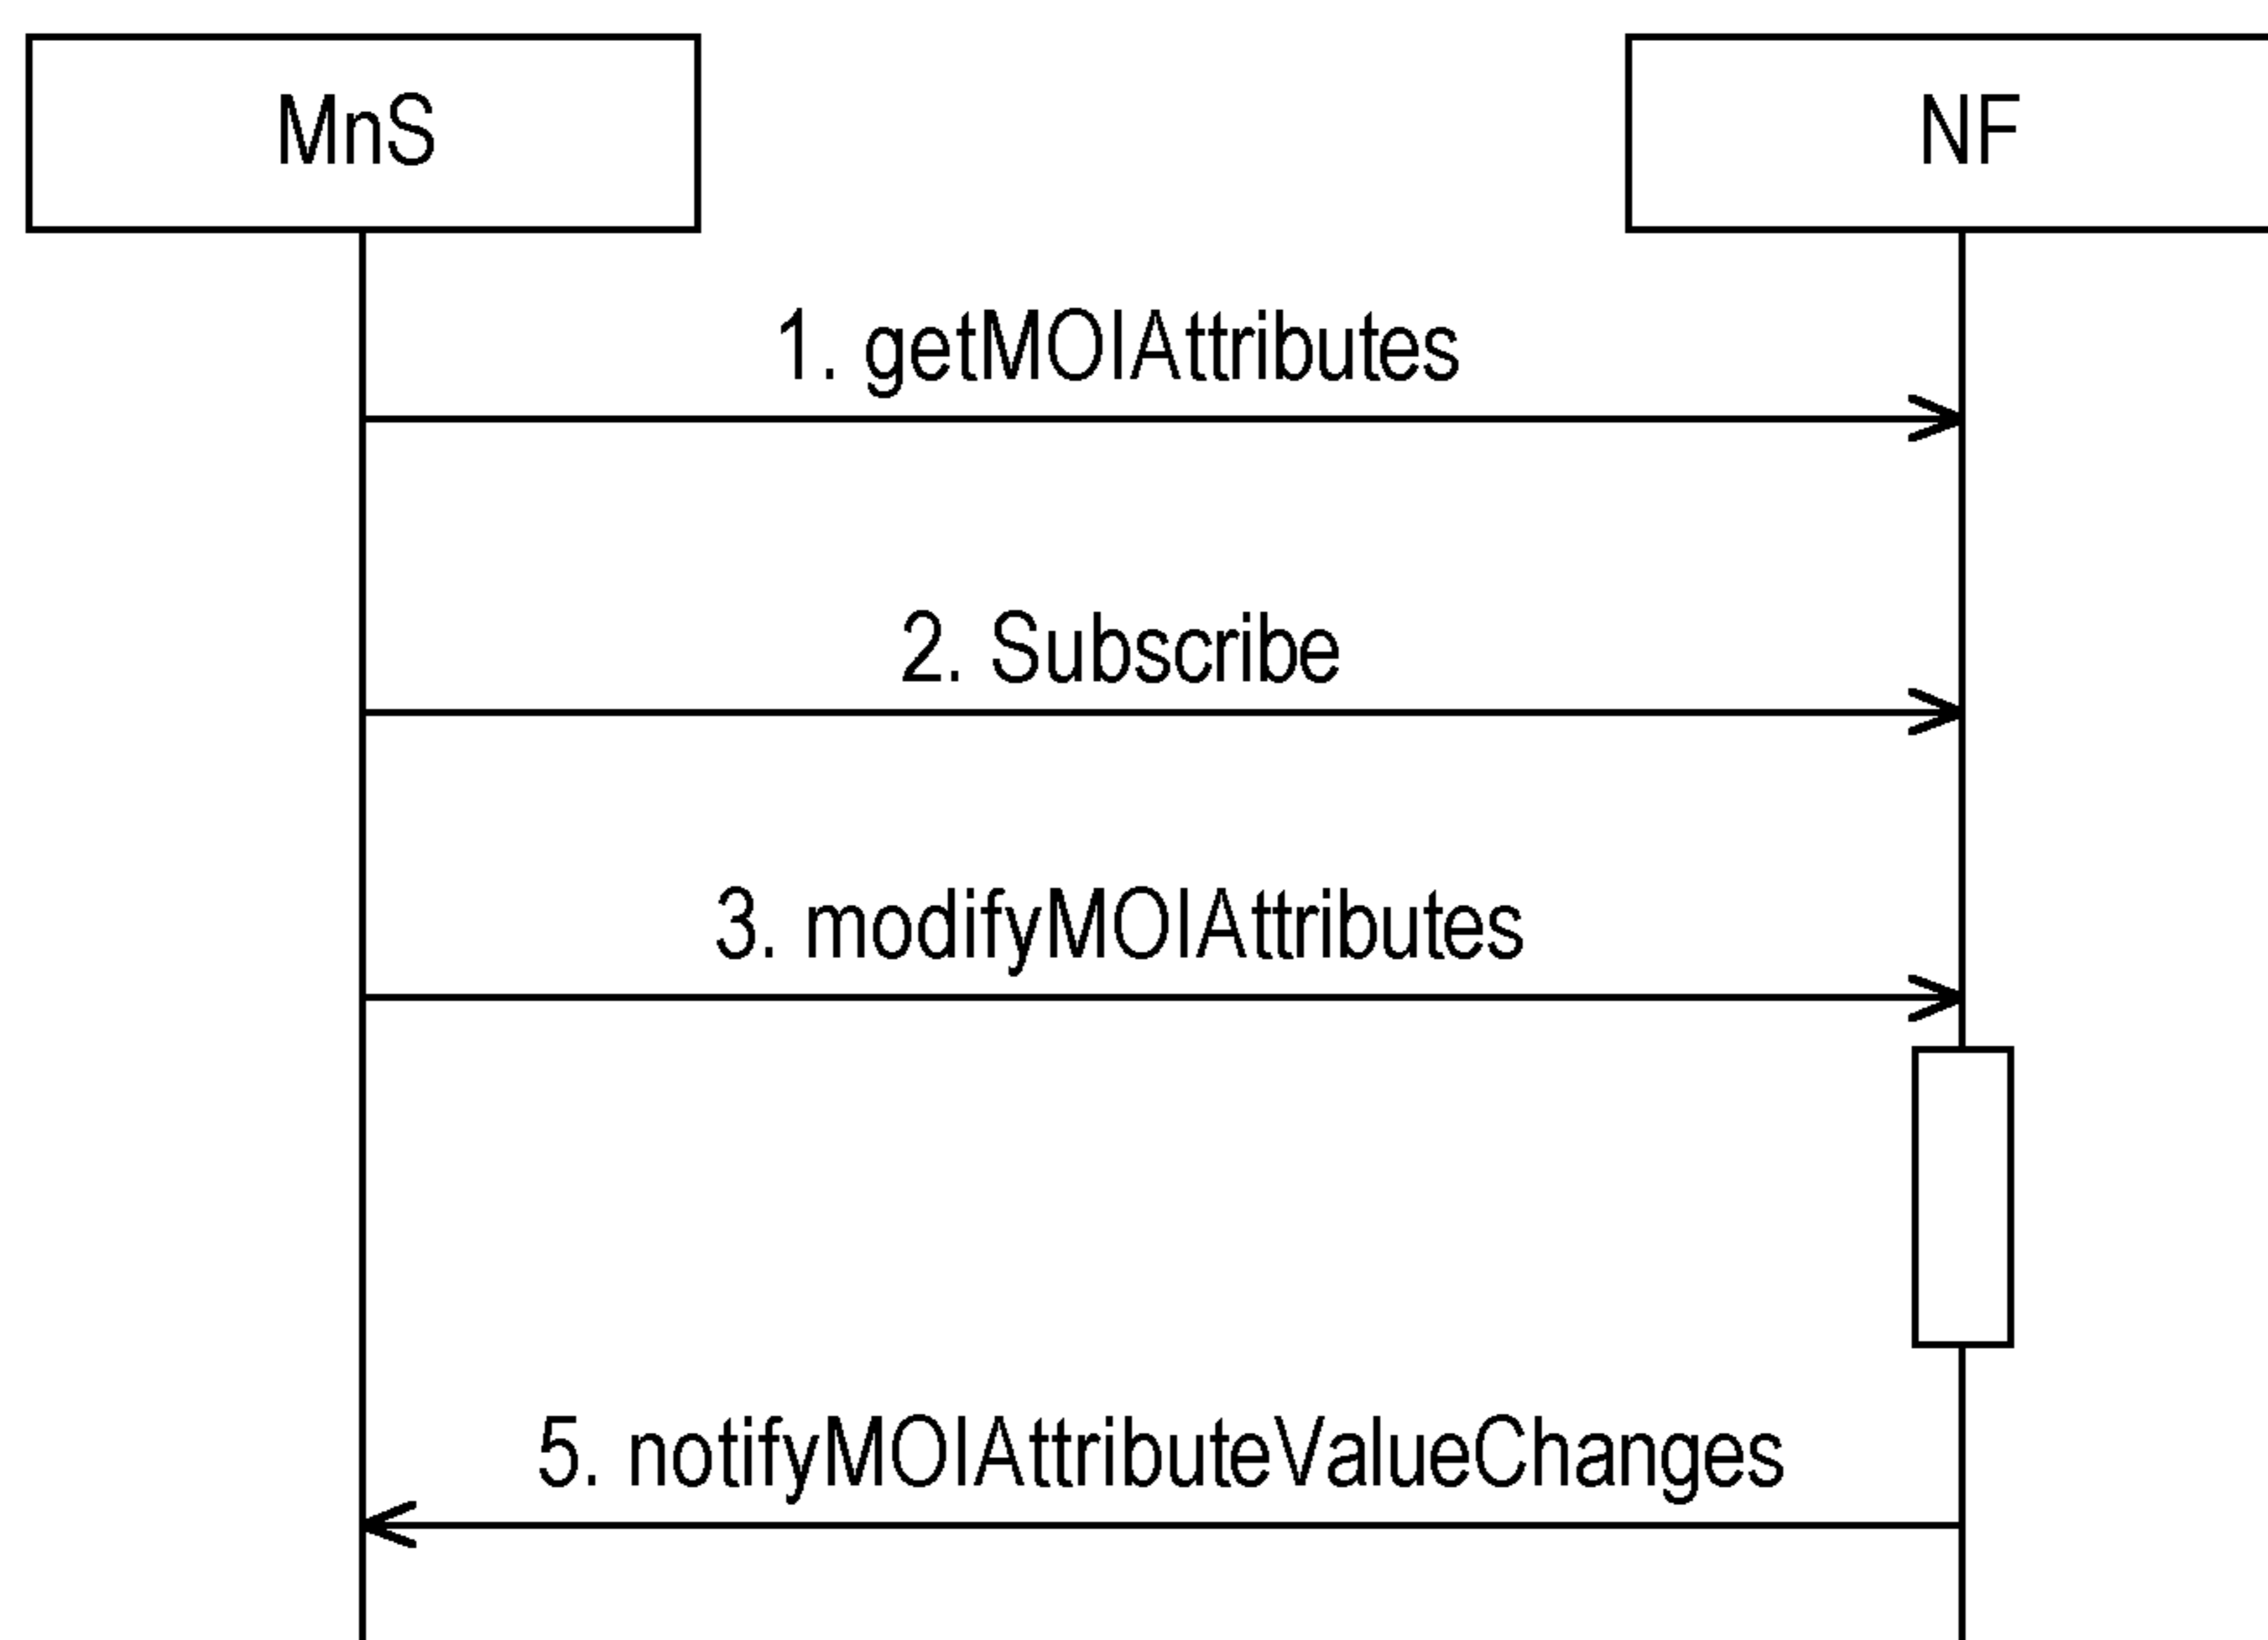 MnS
NF
1. getMOIAttributes
2. Subscribe
3. modifyMOIAttributes
5. notifyMOIAttributeValueChanges